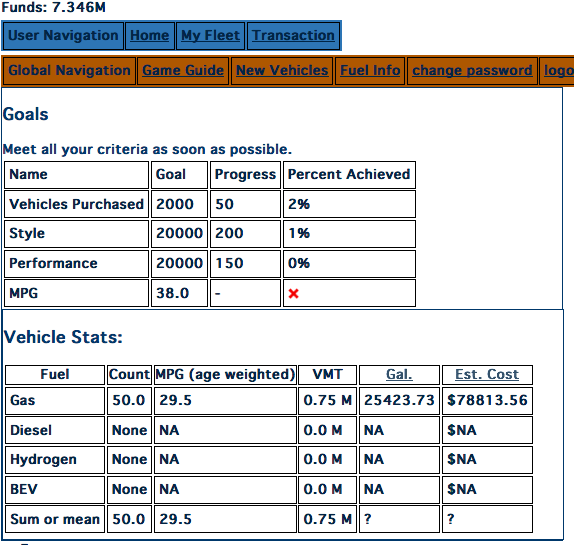 Funds: 7.346M
User Navigation Home My Fleet Transaction
Global Navigation Game Guide New Vehicles Fuel Info change password logo
Goals
Meet all your criteria as soon as possible.
Name Goal Progress Percent Achieved
Vehicles Purchased 2000 50 2%
Style 20000 200 1%
Performance 20000 150 0%
MPG 38.0 -
Vehicle Stats:
Fuel Count MPG (age weighted) VMT Gal. Est. Cost
Gas 50.0 29.5 0.75 M 25423.73 $78813.56
Diesel None NA 0.0 M NA $NA
Hydrogen None NA 0.0 M NA $NA
BEV None NA 0.0 M NA $NA
Sum or mean 50.0 29.5 0.75 M ? ?